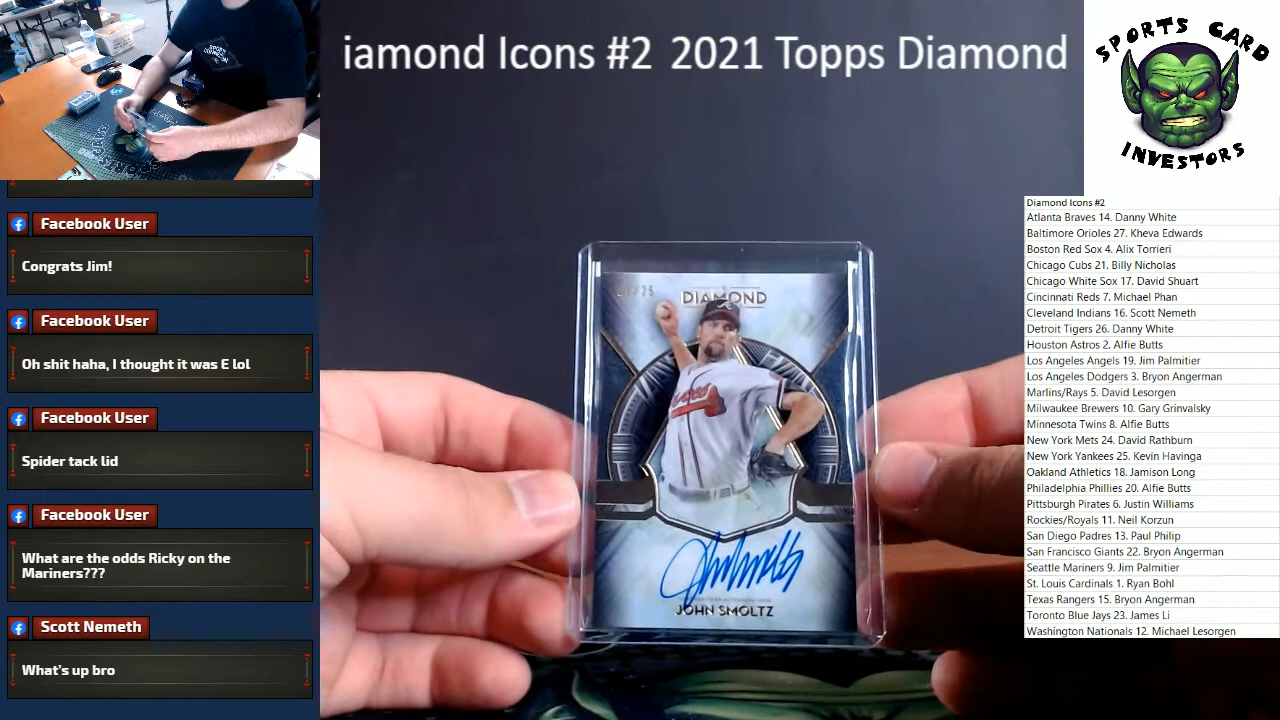 iamond Icons #2 2021 Topps Diamond
SPORTS CARD
INVESTORS
Facebook User
Congrats Jim!
Facebook User
Oh shit haha, I thought it was E lol
Facebook User
Spider tack lid
Facebook User
What are the odds Ricky on the
Mariners???
Scott Nemeth
What's up bro
/25
DIAMOND
JOHN SMOLTZ
Diamond Icons #2
Atlanta Braves 14. Danny White
Baltimore Orioles 27. Kheva Edwards
Boston Red Sox 4. Alix Torrieri
Chicago Cubs 21. Billy Nicholas
Chicago White Sox 17. David Shuart
Cincinnati Reds 7. Michael Phan
Cleveland Indians 16. Scott Nemeth
Detroit Tigers 26. Danny White
Houston Astros 2. Alfie Butts
Los Angeles Angels 19. Jim Palmitier
Los Angeles Dodgers 3. Bryon Angerman
Marlins/Rays 5. David Lesorgen
Milwaukee Brewers 10. Gary Grinvalsky
Minnesota Twins 8. Alfie Butts
New York Mets 24. David Rathburn
New York Yankees 25. Kevin Havinga
Oakland Athletics 18. Jamison Long
Philadelphia Phillies 20. Alfie Butts
Pittsburgh Pirates 6. Justin Williams
Rockies/Royals 11. Neil Korzun
San Diego Padres 13. Paul Philip
San Francisco Giants 22. Bryon Angerman
Seattle Mariners 9. Jim Palmitier
St. Louis Cardinals 1. Ryan Bohl
Texas Rangers 15. Bryon Angerman
Toronto Blue Jays 23. James Li
Washington Nationals 12. Michael Lesorgen